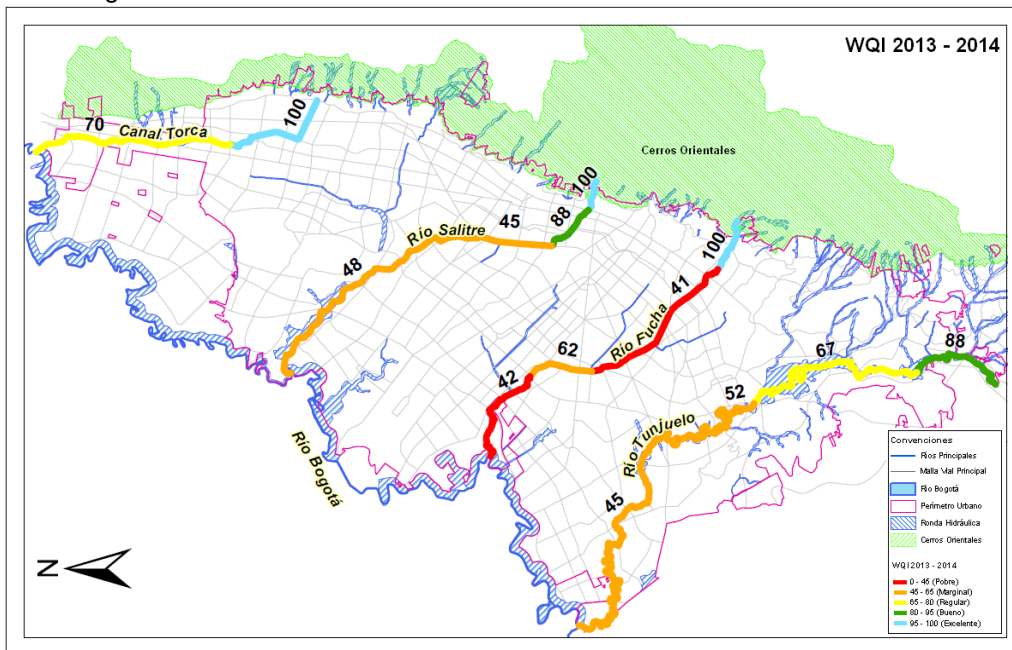 WQI 2013 - 2014
70
Canal Torca
100
Cerros Orientales
100
88
45
Río Salitre
48
100
41
Río Fucha
62
42
88
67
52
Río Tunjuelo
45
Río Bogotá
N
Convenciones
Ríos Principales
Malla Vial Principal
Río Bogotá
Perímetro Urbano
Ronda Hidráulica
Cerros Orientales
WQI 2013 - 2014
0 - 45 (Pobre)
45 - 65 (Marginal)
65 - 80 (Regular)
80 - 95 (Bueno)
95 - 100 (Excelente)